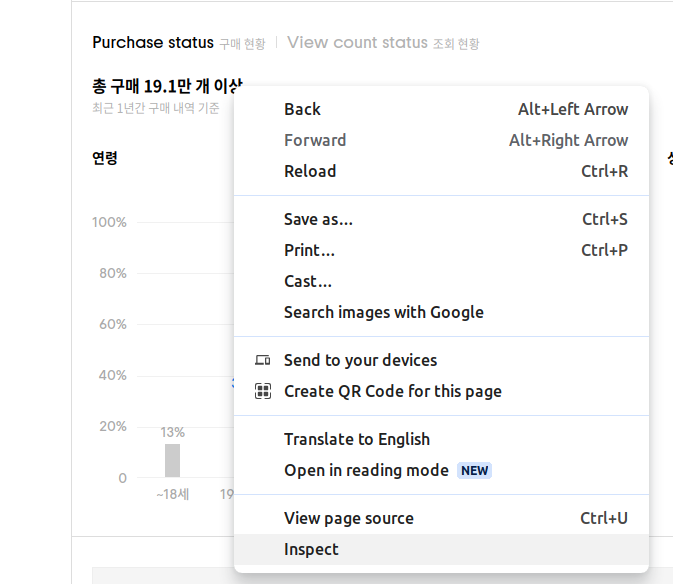 Purchase status 구매 현황 View count status 조회 현황
총 구매 19.1만 개 이상
최근 1년간 구매 내역 기준
연령
100%
80%
60%
40%
20%
0
13%
~18세
Back Alt+Left Arrow
Forward Alt+Right Arrow
Reload Ctrl+R
Save as... Ctrl+S
Print... Ctrl+P
Cast...
Search images with Google
Send to your devices
Create QR Code for this page
Translate to English
Open in reading mode NEW
View page source Ctrl+U
Inspect